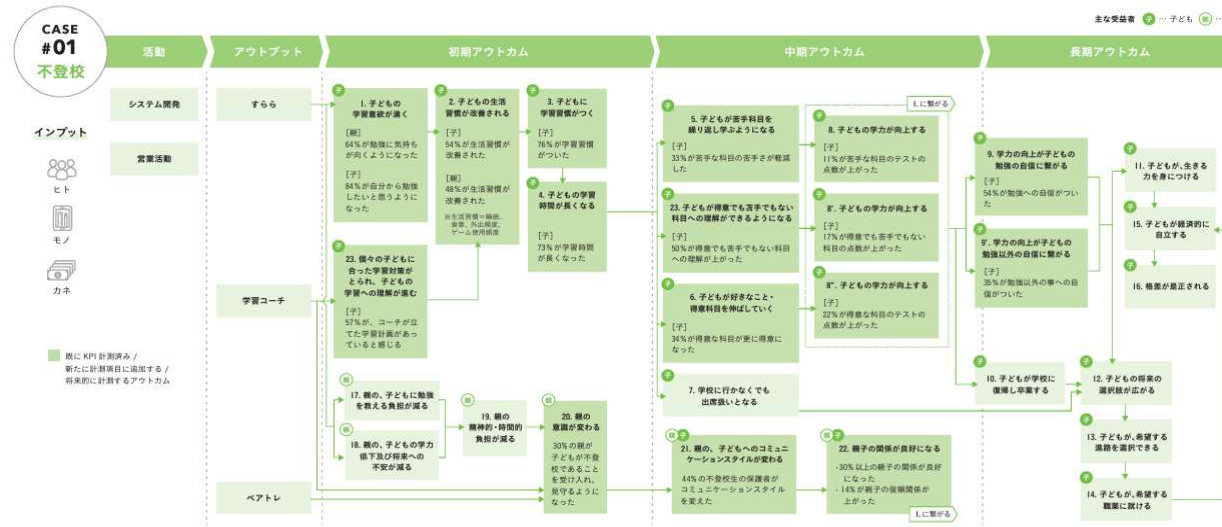 CASE
#01
不登校
主な受益者 子 … 子ども 親 …
活動
アウトプット
初期アウトカム
中期アウトカム
長期アウトカム
インプット
ヒト
モノ
カネ
既に KPI 計測済み /
新たに計測項目に追加する /
将来的に計測するアウトカム
システム開発
営業活動
すらら
学習コーチ
ペアトレ
子
1. 子どもの
学習意欲が湧く
[親]
64%が勉強に気持ち
が向くようになった
[子]
84%が自分から勉強
したいと思うように
なった
子
2. 子どもの生活
習慣が改善される
[子]
54%が生活習慣が
改善された
[親]
48%が生活習慣が
改善された
※生活習慣=睡眠、
食事、外出頻度、
ゲーム使用頻度
子
3. 子どもに
学習習慣がつく
[子]
76%が学習習慣
がついた
子
4. 子どもの学習
時間が長くなる
[子]
73%が学習時間
が長くなった
子
23. 個々の子どもに
合った学習対策が
とられ、子どもの
学習への理解が進む
[子]
57%が、コーチが立
てた学習計画があっ
ていると感じる
親
17. 親の、子どもに勉強
を教える負担が減る
親
18. 親の、子どもの学力
低下及び将来への
不安が減る
親
19. 親の
精神的・時間的
負担が減る
親
20. 親の
意識が変わる
30%の親が
子どもが不登
校であること
を受け入れ、
見守るように
なった
子
5. 子どもが苦手科目を
繰り返し学ぶようになる
[子]
33%が苦手な科目の苦手さが軽減
した
子
23. 子どもが得意でも苦手でもない
科目への理解ができるようになる
[子]
50%が得意でも苦手でもない科目
への理解が上がった
子
6. 子どもが好きなこと・
得意科目を伸ばしていく
[子]
34%が得意な科目が更に得意に
なった
子
7. 学校に行かなくても
出席扱いとなる
親 子
21. 親の、子どもへのコミュニ
ケーションスタイルが変わる
44%の不登校生の保護者が
コミュニケーションスタイル
を変えた
1.に繋がる
子
8. 子どもの学力が向上する
[子]
11%が苦手な科目のテストの
点数が上がった
子
8'. 子どもの学力が向上する
[子]
17%が得意でも苦手でもない
科目の点数が上がった
子
8". 子どもの学力が向上する
[子]
22%が得意な科目のテストの
点数が上がった
親 子
22. 親子の関係が良好になる
・30%以上の親子の関係が良好
になった
・14%が親子の信頼関係が
上がった
1.に繋がる
子
9. 学力の向上が子どもの
勉強の自信に繋がる
[子]
54%が勉強への自信がつい
た
子
9'. 学力の向上が子どもの
勉強以外の自信に繋がる
[子]
35%が勉強以外の事への自
信がついた
子
10. 子どもが学校に
復帰し卒業する
子
11. 子どもが、生きる
力を身につける
子
15. 子どもが経済的に
自立する
子
16. 格差が是正される
子
12. 子どもの将来の
選択肢が広がる
子
13. 子どもが、希望する
進路を選択できる
子
14. 子どもが、希望する
職業に就ける